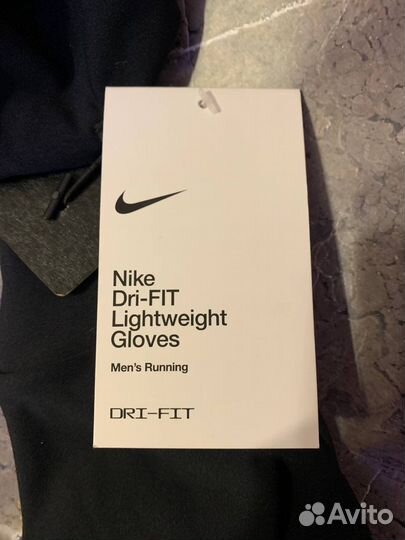 Nike
Dri-FIT
Lightweight
Gloves
Men's Running
DRI-FIT
Avito